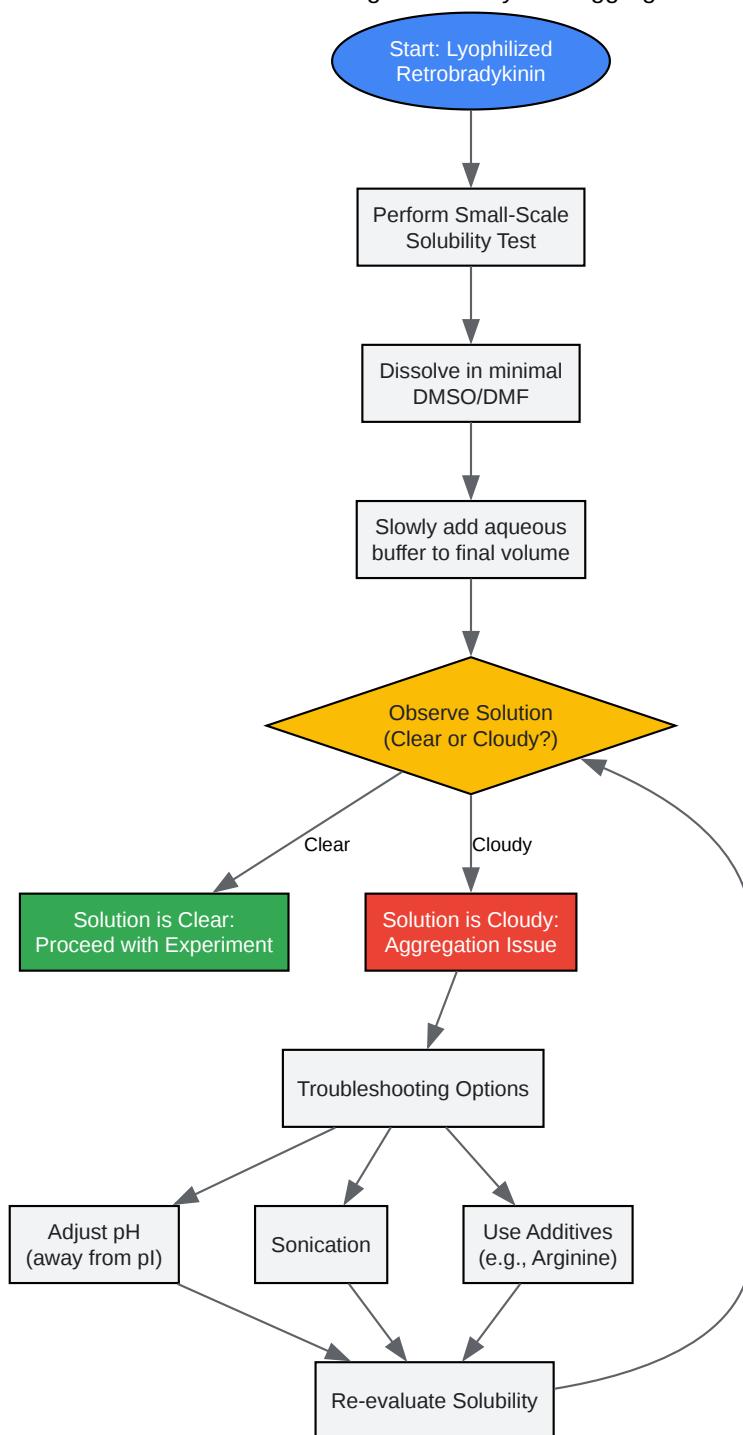 Start: Lyophilized
Retrobradykinin
Perform Small-Scale
Solubility Test
Dissolve in minimal
DMSO/DMF
Slowly add aqueous
buffer to final volume
Observe Solution
(Clear or Cloudy?)
Clear
Cloudy
Solution is Clear:
Proceed with Experiment
Solution is Cloudy:
Aggregation Issue
Troubleshooting Options
Adjust pH
(away from pI)
Sonication
Use Additives
(e.g., Arginine)
Re-evaluate Solubility